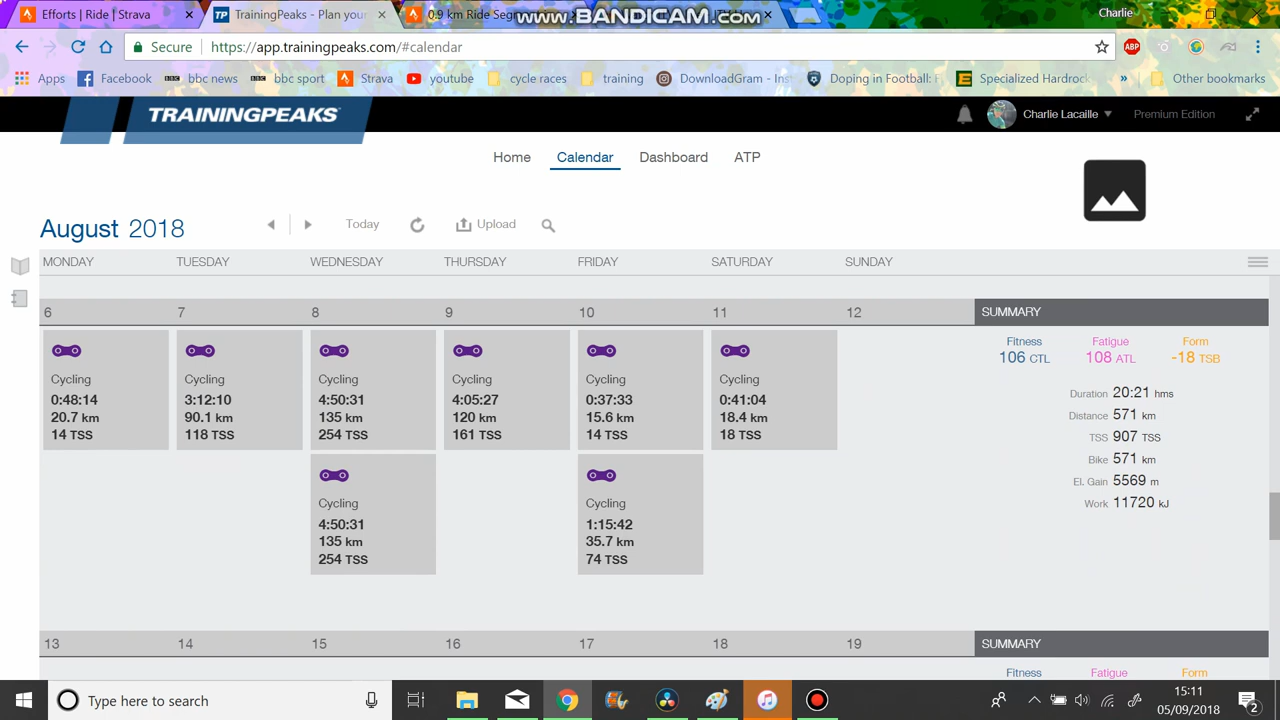 Efforts | Ride | Strava
TrainingPeaks - Plan your
0.9 km Ride Seg
www.BANDICAM.com
Charlie
Secure
https://app.trainingpeaks.com/#calendar
ABP
Apps
Facebook
BBC
bbc news
BBC
bbc sport
Strava
youtube
cycle races
training
DownloadGram - Inst
Doping in Football: F
Specialized Hardrock
»
Other bookmarks
TRAININGPEAKS
Charlie Lacaille
Premium Edition
Home
Calendar
Dashboard
ATP
August 2018
Today
Upload
MONDAY
TUESDAY
WEDNESDAY
THURSDAY
FRIDAY
SATURDAY
SUNDAY
6
7
8
9
10
11
12
SUMMARY
Cycling
0:48:14
20.7 km
14 TSS
Cycling
3:12:10
90.1 km
118 TSS
Cycling
4:50:31
135 km
254 TSS
Cycling
4:05:27
120 km
161 TSS
Cycling
0:37:33
15.6 km
14 TSS
Cycling
0:41:04
18.4 km
18 TSS
Cycling
4:50:31
135 km
254 TSS
Cycling
1:15:42
35.7 km
74 TSS
Fitness
106 CTL
Fatigue
108 ATL
Form
-18 TSB
Duration 20:21 hms
Distance 571 km
TSS 907 TSS
Bike 571 km
El. Gain 5569 m
Work 11720 kJ
13
14
15
16
17
18
19
SUMMARY
Fitness
Fatigue
Form
Type here to search
15:11
05/09/2018
2